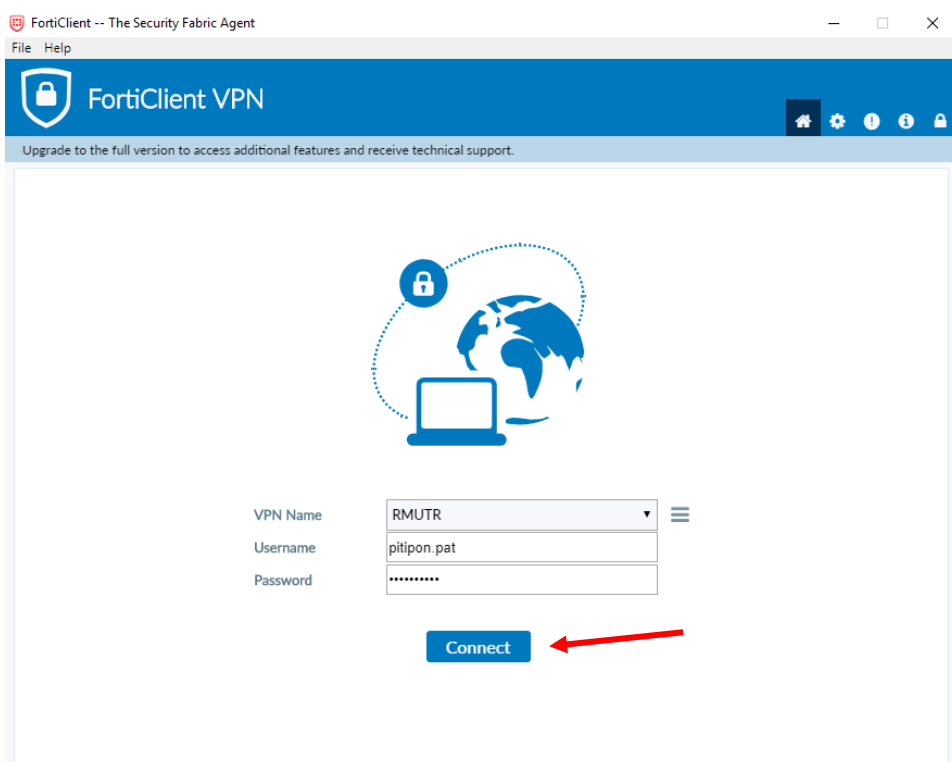 FortiClient -- The Security Fabric Agent
File Help
FortiClient VPN
Upgrade to the full version to access additional features and receive technical support.
VPN Name RMUTR
Username pitipon.pat
Password ••••••••••
Connect